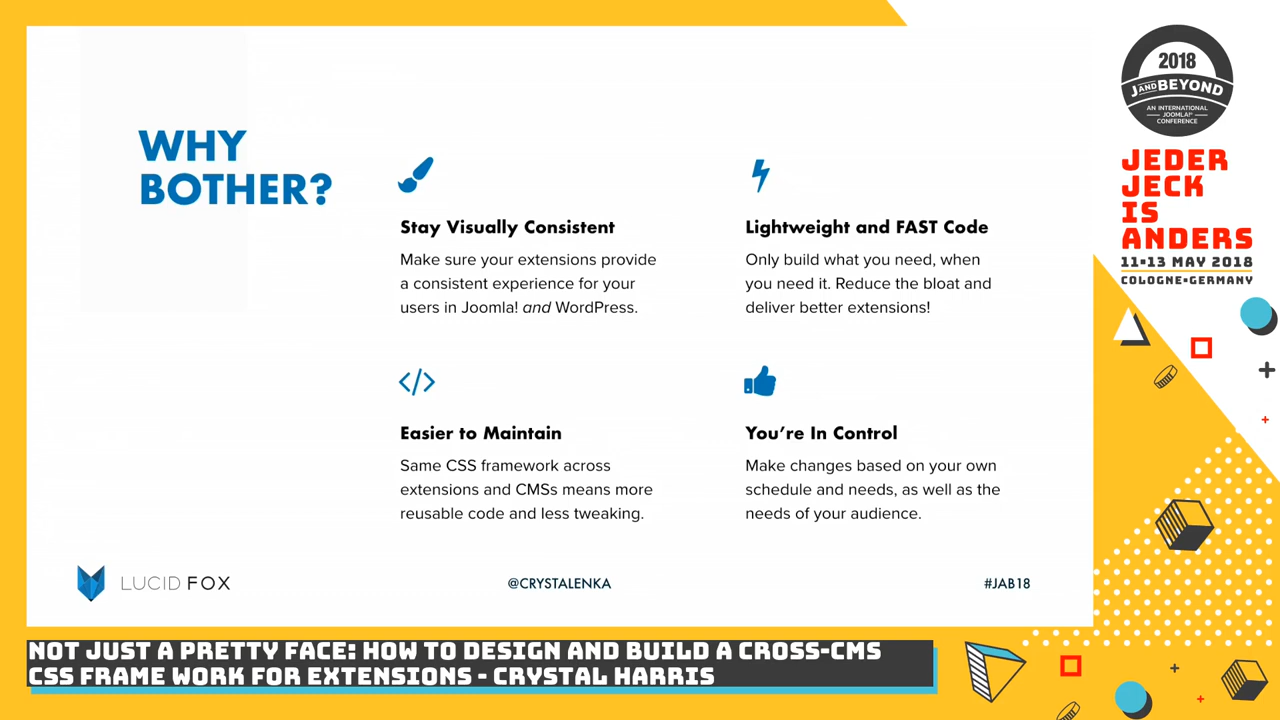 WHY
BOTHER?
Stay Visually Consistent
Make sure your extensions provide
a consistent experience for your
users in Joomla! and WordPress.
Lightweight and FAST Code
Only build what you need, when
you need it. Reduce the bloat and
deliver better extensions!
Easier to Maintain
Same CSS framework across
extensions and CMSs means more
reusable code and less tweaking.
You're In Control
Make changes based on your own
schedule and needs, as well as the
needs of your audience.
LUCID FOX
@CRYSTALENKA
#JAB18
2018
J AND BEYOND
AN INTERNATIONAL
JOOMLA!®
CONFERENCE
JEDER
JECK
IS
ANDERS
11-13 MAY 2018
COLOGNE-GERMANY
NOT JUST A PRETTY FACE: HOW TO DESIGN AND BUILD A CROSS-CMS
CSS FRAME WORK FOR EXTENSIONS - CRYSTAL HARRIS